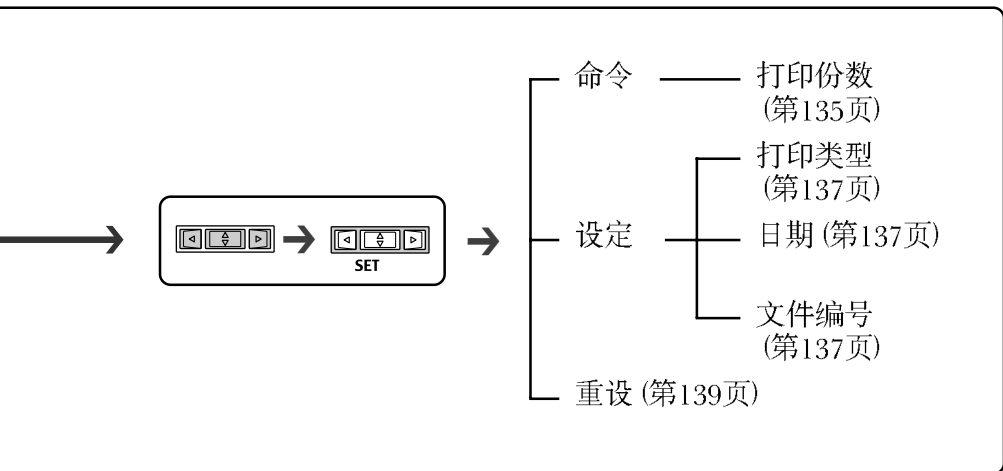 命令
打印份数
(第135页)
打印类型
(第137页)
设定
日期 (第137页)
SET
文件编号
(第137页)
重设 (第139页)